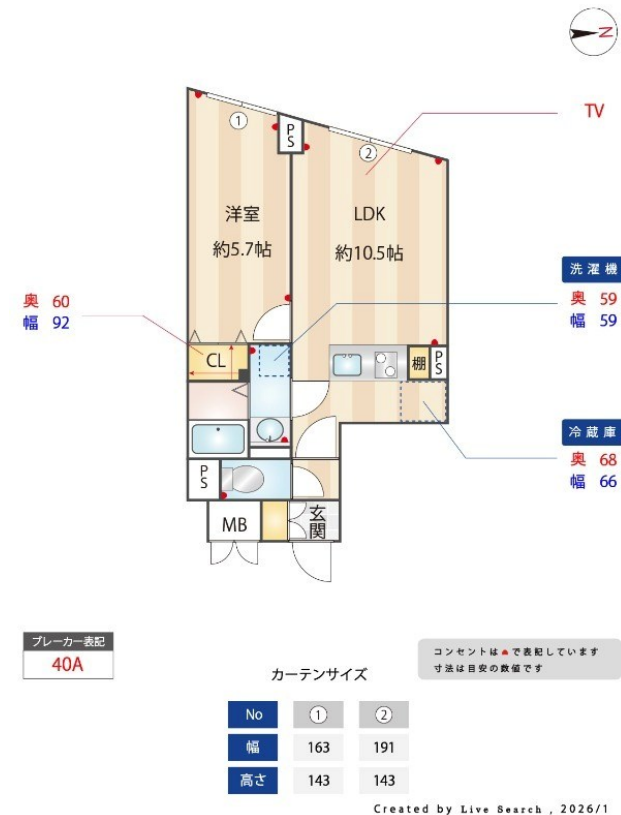 N
①
PS
②
TV
洋室
約5.7帖
LDK
約10.5帖
洗濯機
奥 59
幅 59
奥 60
幅 92
CL
棚
PS
冷蔵庫
奥 68
幅 66
PS
MB
玄関
ブレーカー表記
40A
コンセントは で表記しています
寸法は目安の数値です
カーテンサイズ
No ① ②
幅 163 191
高さ 143 143
Created by Live Search , 2026/1